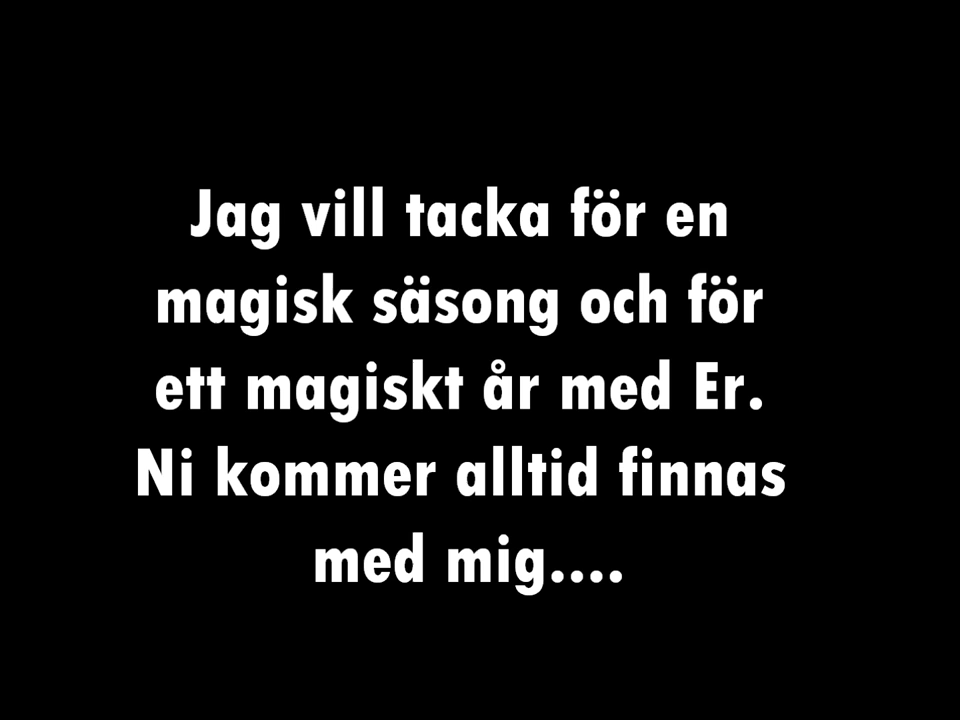 Jag vill tacka för en
magisk säsong och för
ett magiskt år med Er.
Ni kommer alltid finnas
med mig....